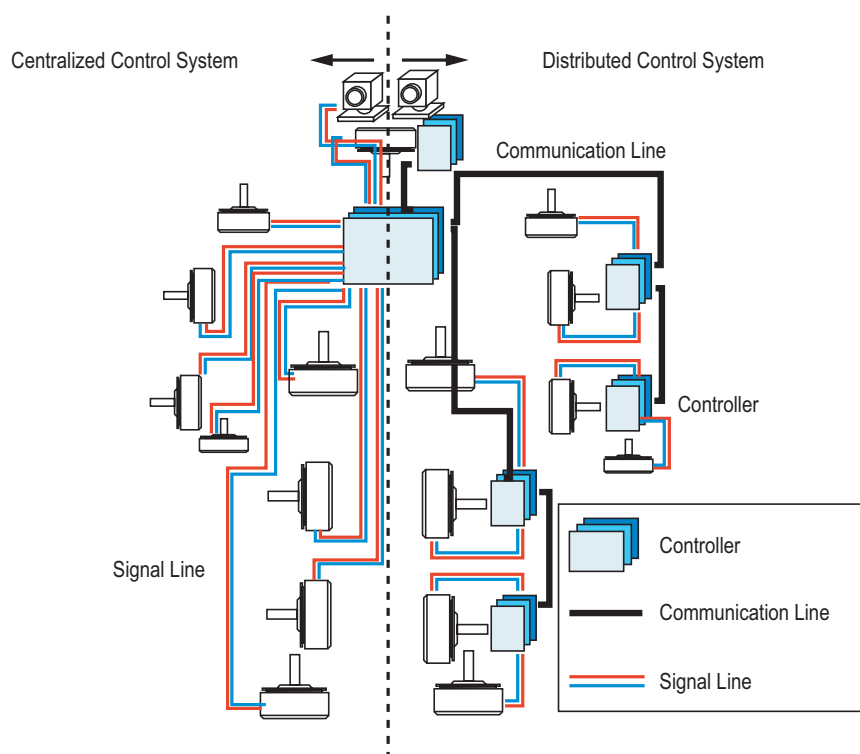 Centralized Control System
Distributed Control System
Communication Line
Controller
Signal Line
Controller
Communication Line
Signal Line